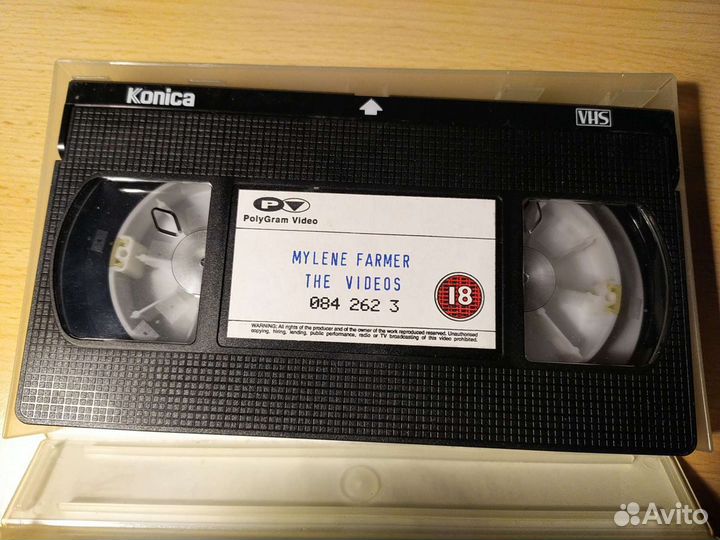 Konica
VHS
PV
PolyGram Video
MYLENE FARMER
THE VIDEOS
084 262 3
18
WARNING; All rights of the producer and of the owner of the work reproduced reserved. Unauthorised
copying, hiring, lending, public performance, radio or TV broadcasting of this video prohibited.
Avito